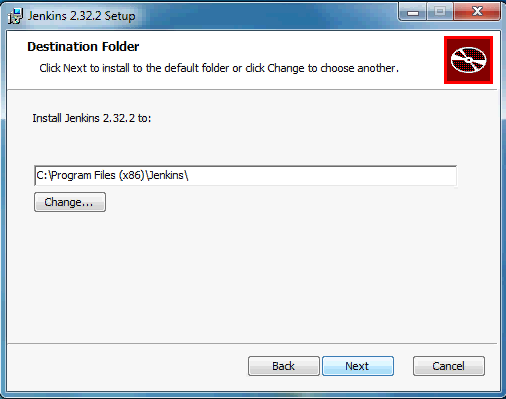 Jenkins 2.32.2 Setup
Destination Folder
Click Next to install to the default folder or click Change to choose another.
Install Jenkins 2.32.2 to:
C:\Program Files (x86)\Jenkins\
Change...
Back
Next
Cancel